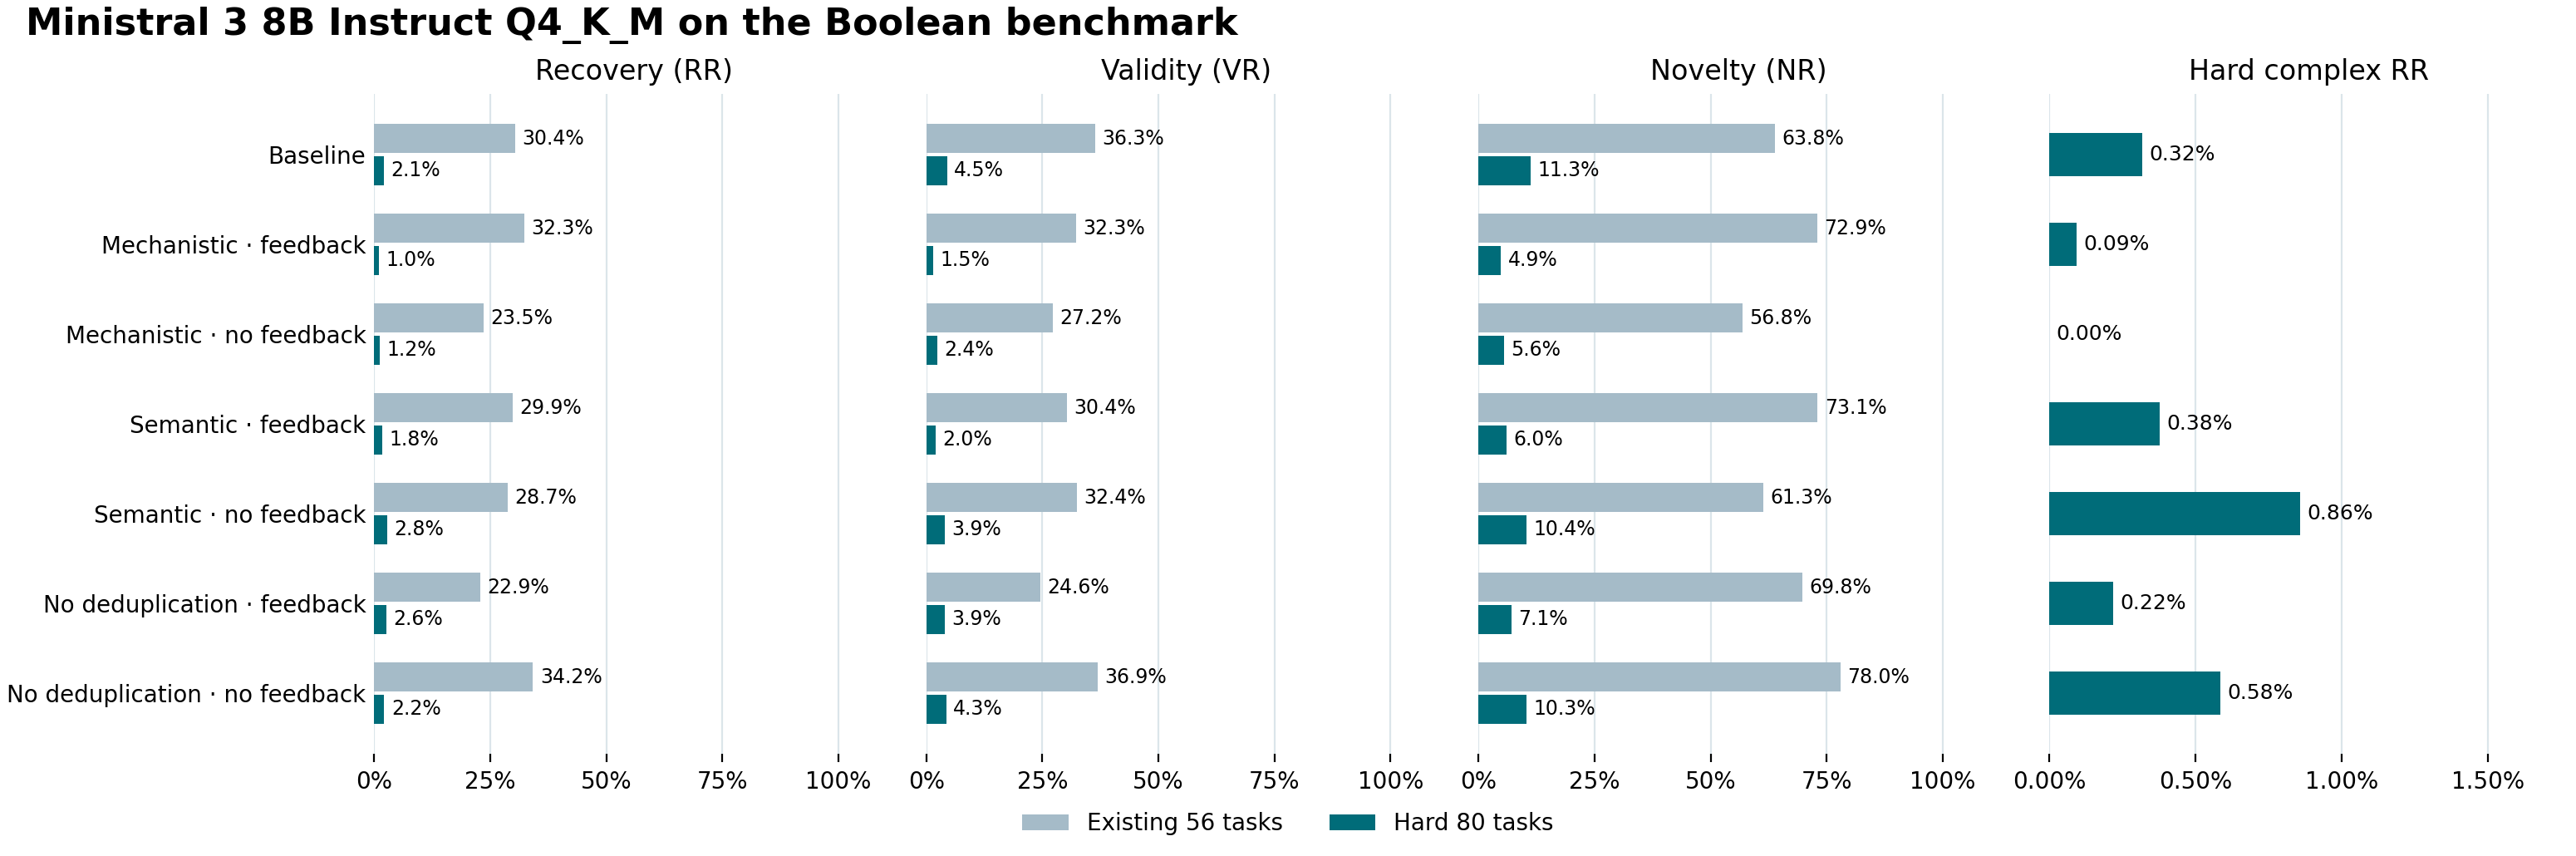 Ministral 3 8B Instruct Q4_K_M on the Boolean benchmark
Recovery (RR)
Validity (VR)
Novelty (NR)
Hard complex RR
Baseline
30.4%
2.1%
36.3%
4.5%
63.8%
11.3%
0.32%
Mechanistic · feedback
32.3%
1.0%
32.3%
1.5%
72.9%
4.9%
0.09%
Mechanistic · no feedback
23.5%
1.2%
27.2%
2.4%
56.8%
5.6%
0.00%
Semantic · feedback
29.9%
1.8%
30.4%
2.0%
73.1%
6.0%
0.38%
Semantic · no feedback
28.7%
2.8%
32.4%
3.9%
61.3%
10.4%
0.86%
No deduplication · feedback
22.9%
2.6%
24.6%
3.9%
69.8%
7.1%
0.22%
No deduplication · no feedback
34.2%
2.2%
36.9%
4.3%
78.0%
10.3%
0.58%
0% 25% 50% 75% 100%
0% 25% 50% 75% 100%
0% 25% 50% 75% 100%
0.00% 0.50% 1.00% 1.50%
Existing 56 tasks
Hard 80 tasks